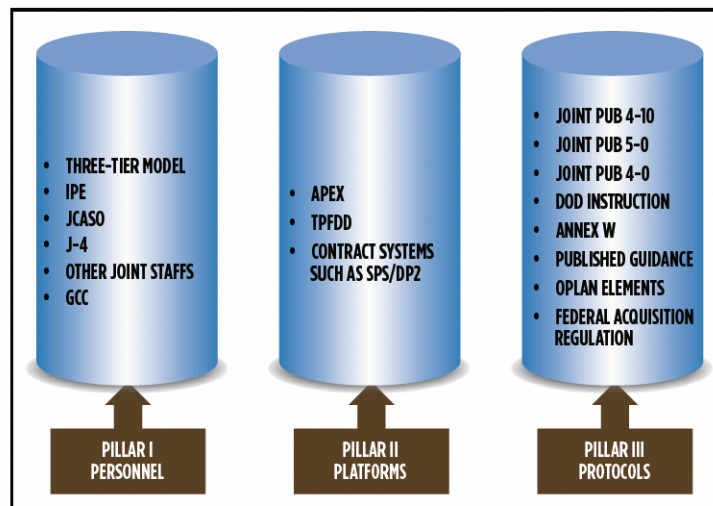 • THREE-TIER MODEL
• IPE
• JCASO
• J-4
• OTHER JOINT STAFFS
• GCC
PILLAR I
PERSONNEL
• APEX
• TPFDD
• CONTRACT SYSTEMS
SUCH AS SPS/DP2
PILLAR II
PLATFORMS
• JOINT PUB 4-10
• JOINT PUB 5-0
• JOINT PUB 4-0
• DOD INSTRUCTION
• ANNEX W
• PUBLISHED GUIDANCE
• OPLAN ELEMENTS
• FEDERAL ACQUISITION
REGULATION
PILLAR III
PROTOCOLS